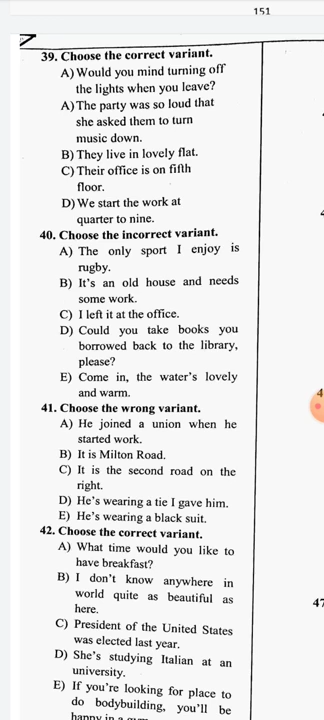 151
39. Choose the correct variant.
A) Would you mind turning off
the lights when you leave?
A) The party was so loud that
she asked them to turn
music down.
B) They live in lovely flat.
C) Their office is on fifth
floor.
D) We start the work at
quarter to nine.
40. Choose the incorrect variant.
A) The only sport I enjoy is
rugby.
B) It's an old house and needs
some work.
C) I left it at the office.
D) Could you take books you
borrowed back to the library,
please?
E) Come in, the water's lovely
and warm.
41. Choose the wrong variant.
A) He joined a union when he
started work.
B) It is Milton Road.
C) It is the second road on the
right.
D) He's wearing a tie I gave him.
E) He's wearing a black suit.
42. Choose the correct variant.
A) What time would you like to
have breakfast?
B) I don't know anywhere in
world quite as beautiful as
here.
C) President of the United States
was elected last year.
D) She's studying Italian at an
university.
E) If you're looking for place to
do bodybuilding, you'll be
happy in a
4
47